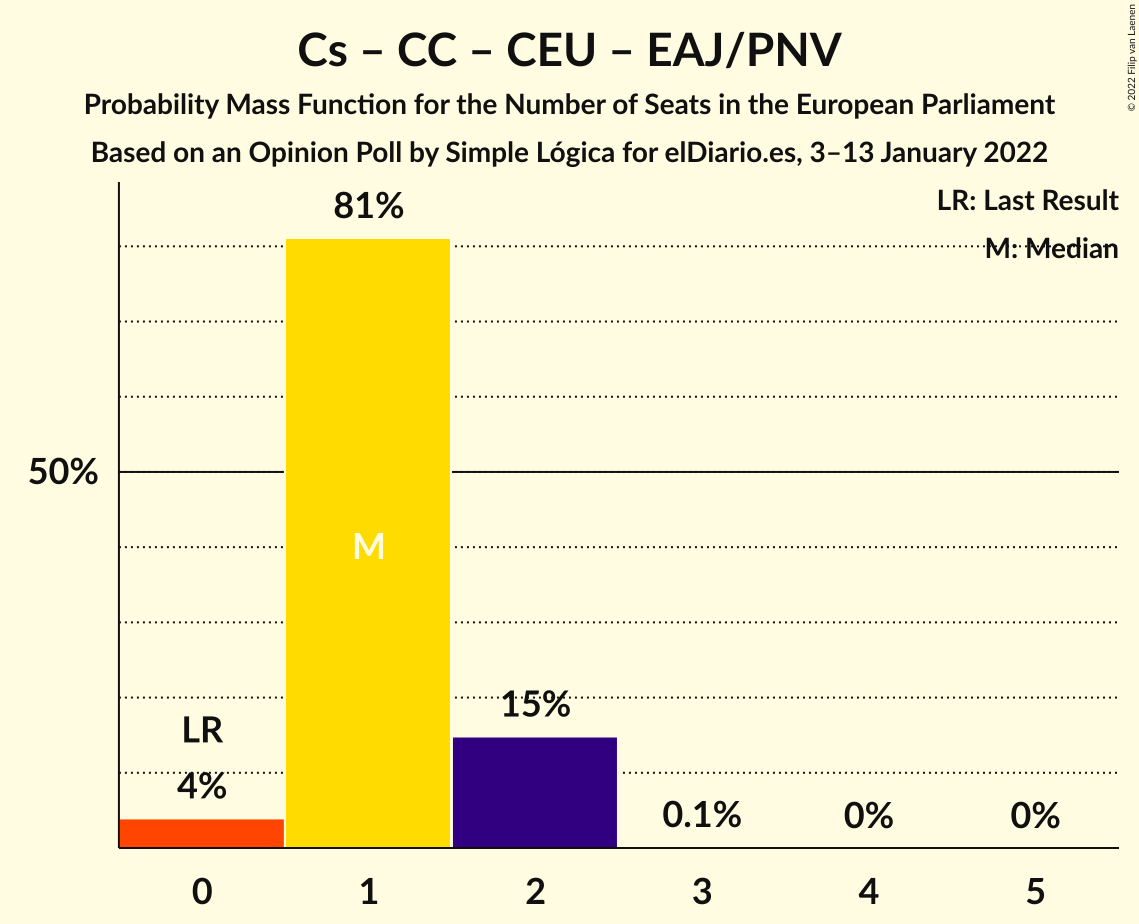 Cs – CC – CEU – EAJ/PNV
Probability Mass Function for the Number of Seats in the European Parliament
Based on an Opinion Poll by Simple Lógica for elDiario.es, 3–13 January 2022
© 2022 Filip van Laenen
LR: Last Result
M: Median
81%
50%
M
15%
LR
4%
0.1%
0%
0%
0 1 2 3 4 5